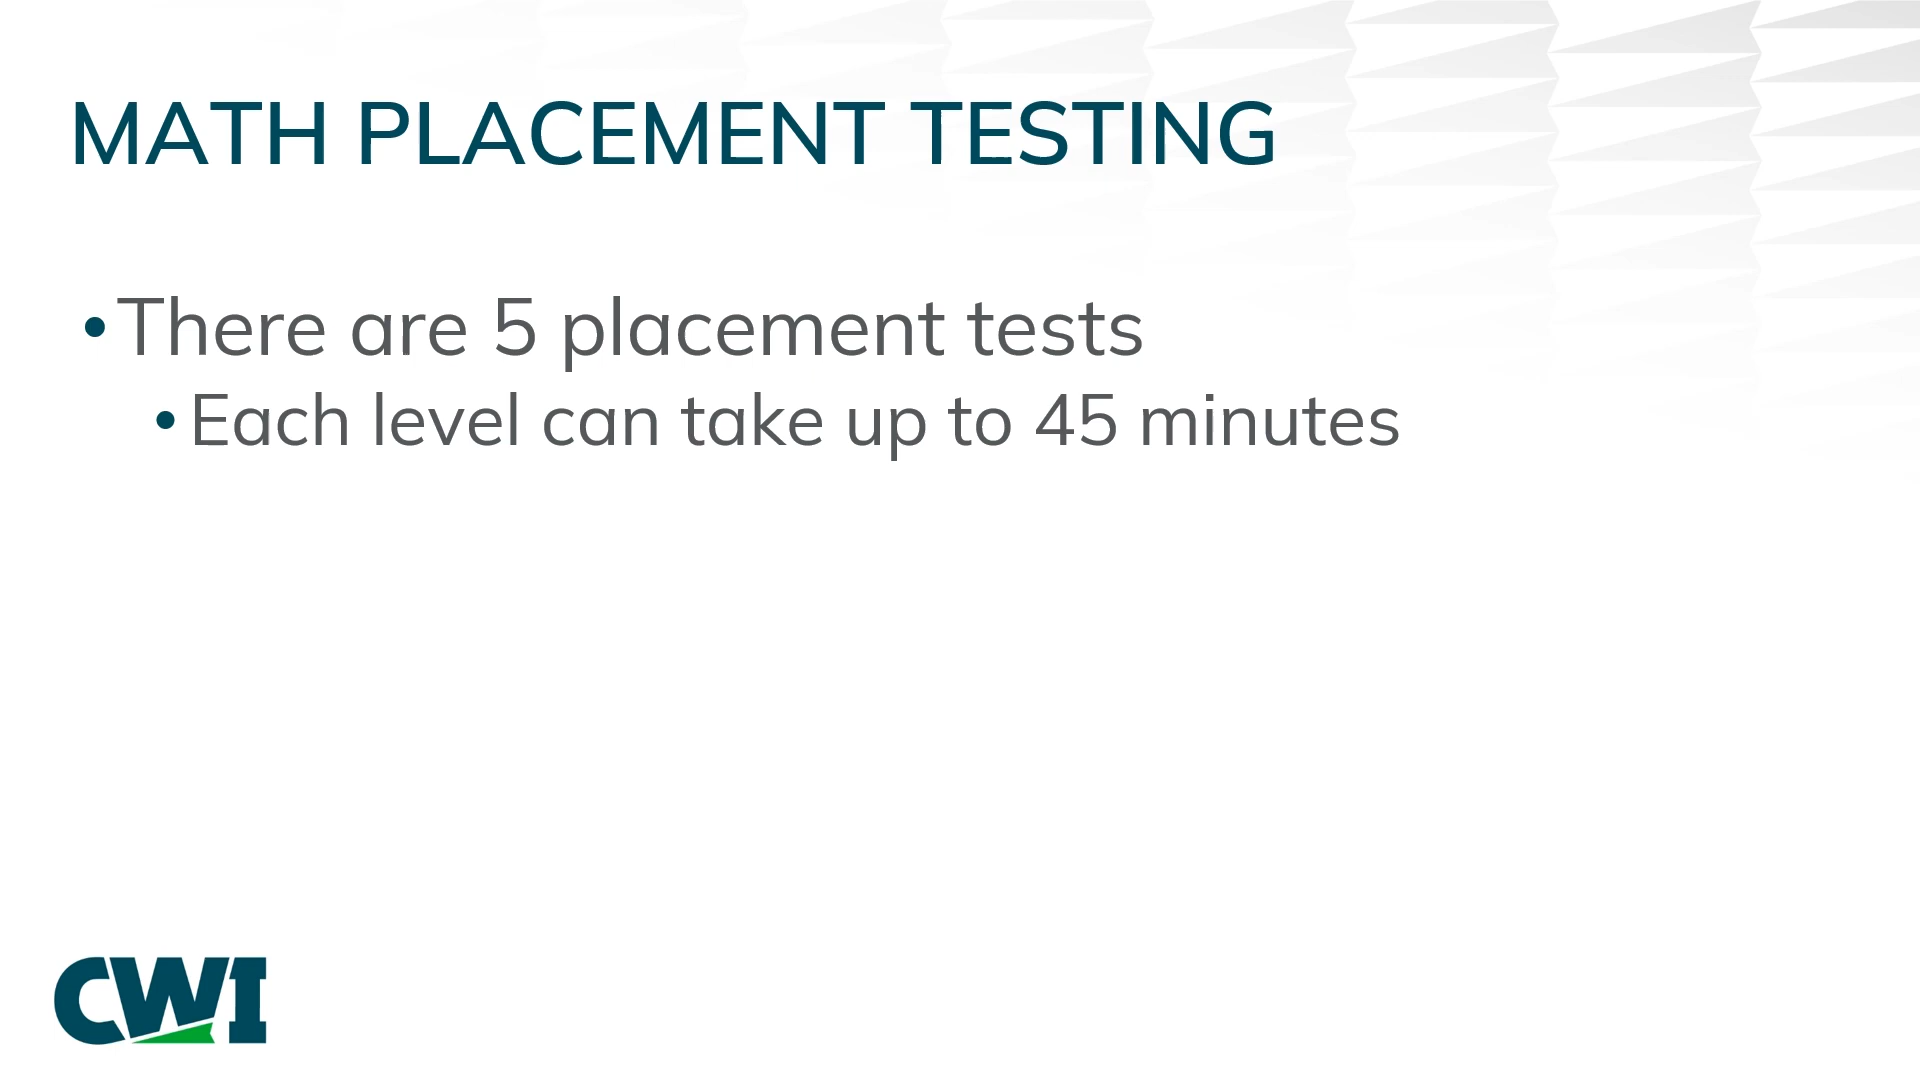 MATH PLACEMENT TESTING
• There are 5 placement tests
• Each level can take up to 45 minutes
CWI